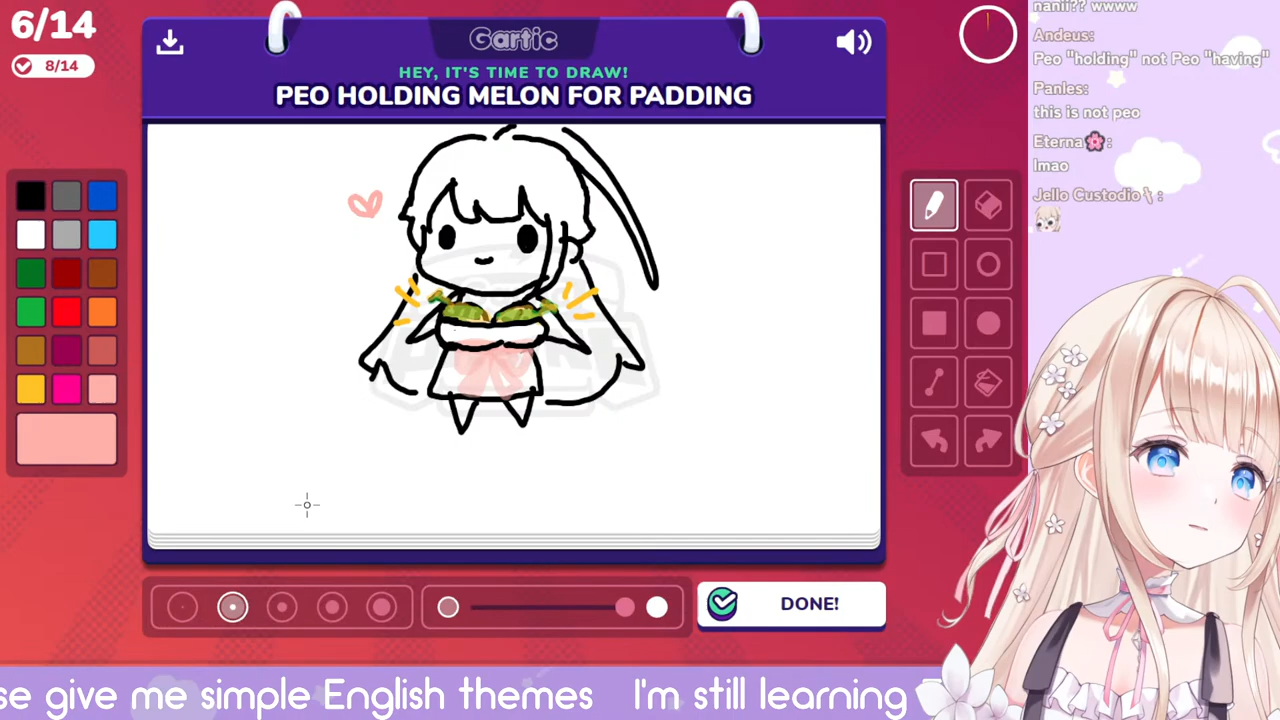 6/14
8/14
Gartic
HEY, IT'S TIME TO DRAW!
PEO HOLDING MELON FOR PADDING
nanii?? wwww
Andeus:
Peo "holding" not Peo "having"
Panles:
this is not peo
Eterna🌸:
lmao
Jello Custodio:
DONE!
se give me simple English themes I'm still learning